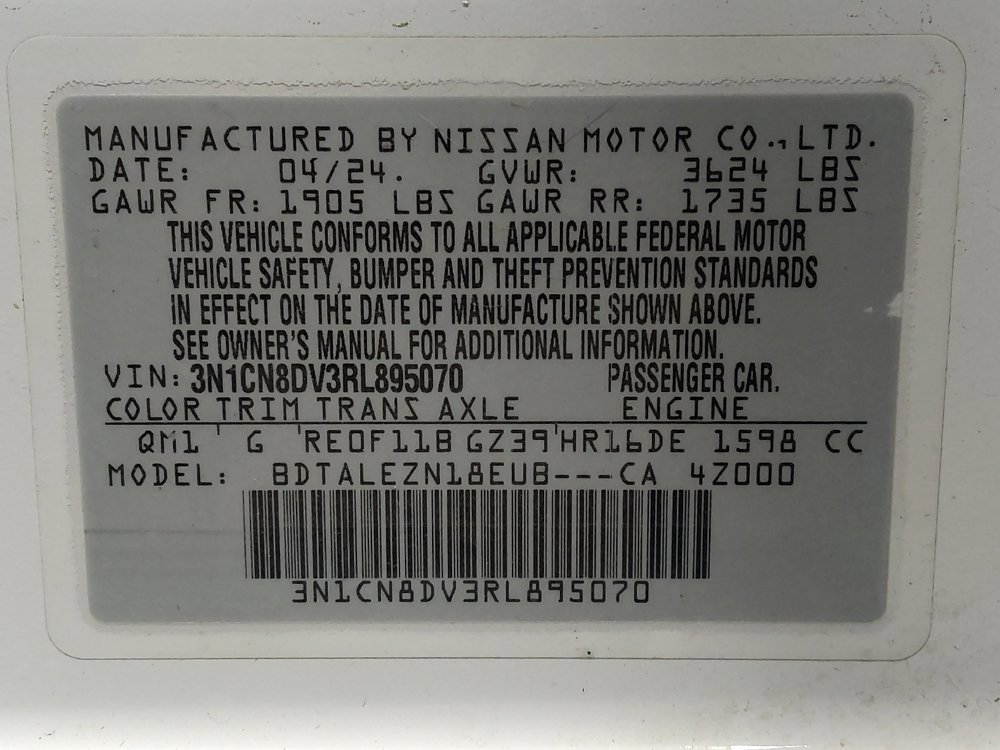 MANUFACTURED BY NISSAN MOTOR CO., LTD.
DATE: 04/24. GVWR: 3624 LBS
GAWR FR: 1905 LBS GAWR RR: 1735 LBS
THIS VEHICLE CONFORMS TO ALL APPLICABLE FEDERAL MOTOR
VEHICLE SAFETY, BUMPER AND THEFT PREVENTION STANDARDS
IN EFFECT ON THE DATE OF MANUFACTURE SHOWN ABOVE.
SEE OWNER'S MANUAL FOR ADDITIONAL INFORMATION.
VIN: 3N1CN8DV3RL895070 PASSENGER CAR.
COLOR TRIM TRANS AXLE ENGINE
QM1 G RE0F11B GZ39 HR16DE 1598 CC
MODEL: BDTALEZN18EUB---CA 4Z000
3N1CN8DV3RL895070